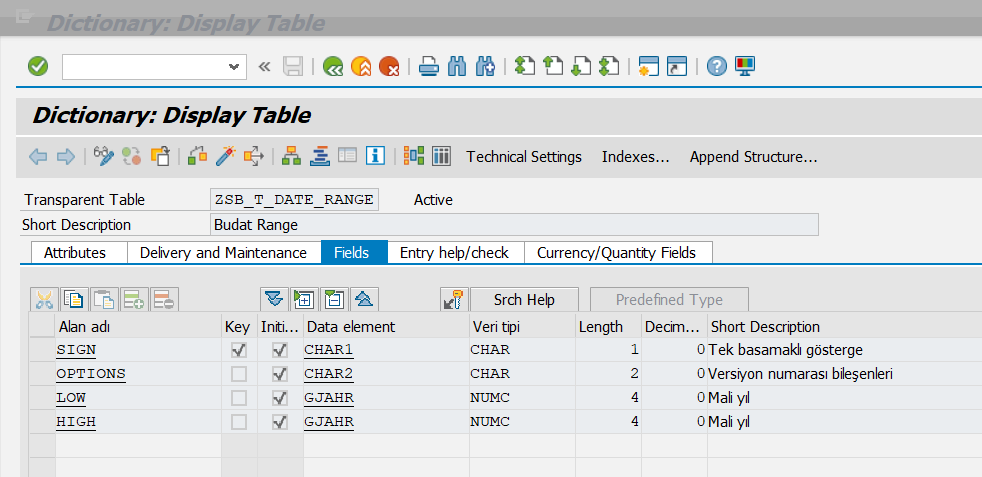 Dictionary: Display Table
Dictionary: Display Table
Technical Settings Indexes... Append Structure...
Transparent Table ZSB_T_DATE_RANGE Active
Short Description Budat Range
Attributes Delivery and Maintenance Fields Entry help/check Currency/Quantity Fields
Srch Help Predefined Type
Alan adı Key Initi... Data element Veri tipi Length Decim... Short Description
SIGN CHAR1 CHAR 1 0 Tek basamaklı gösterge
OPTIONS CHAR2 CHAR 2 0 Versiyon numarası bileşenleri
LOW GJAHR NUMC 4 0 Mali yıl
HIGH GJAHR NUMC 4 0 Mali yıl